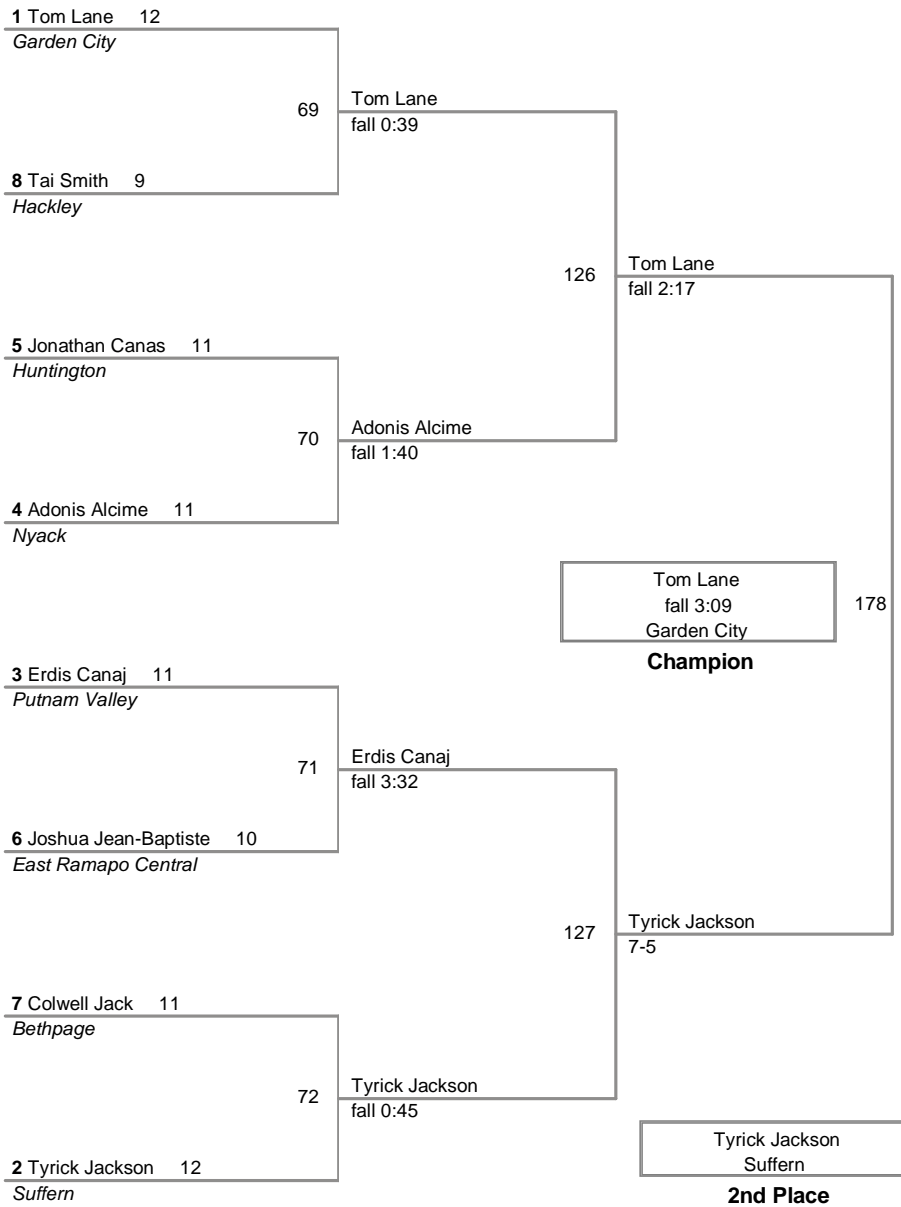 1 Tom Lane 12
Garden City
69
Tom Lane
fall 0:39
8 Tai Smith 9
Hackley
126
Tom Lane
fall 2:17
5 Jonathan Canas 11
Huntington
70
Adonis Alcime
fall 1:40
4 Adonis Alcime 11
Nyack
Tom Lane
fall 3:09
Garden City
178
Champion
3 Erdis Canaj 11
Putnam Valley
71
Erdis Canaj
fall 3:32
6 Joshua Jean-Baptiste 10
East Ramapo Central
127
Tyrick Jackson
7-5
7 Colwell Jack 11
Bethpage
72
Tyrick Jackson
fall 0:45
2 Tyrick Jackson 12
Suffern
Tyrick Jackson
Suffern
2nd Place